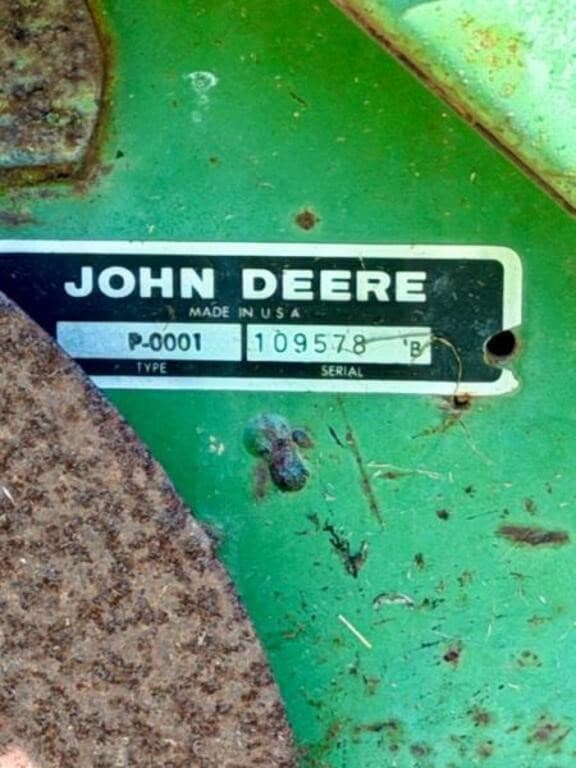 JOHN DEERE
MADE IN U S A
P-0001 109578 'B
TYPE SERIAL